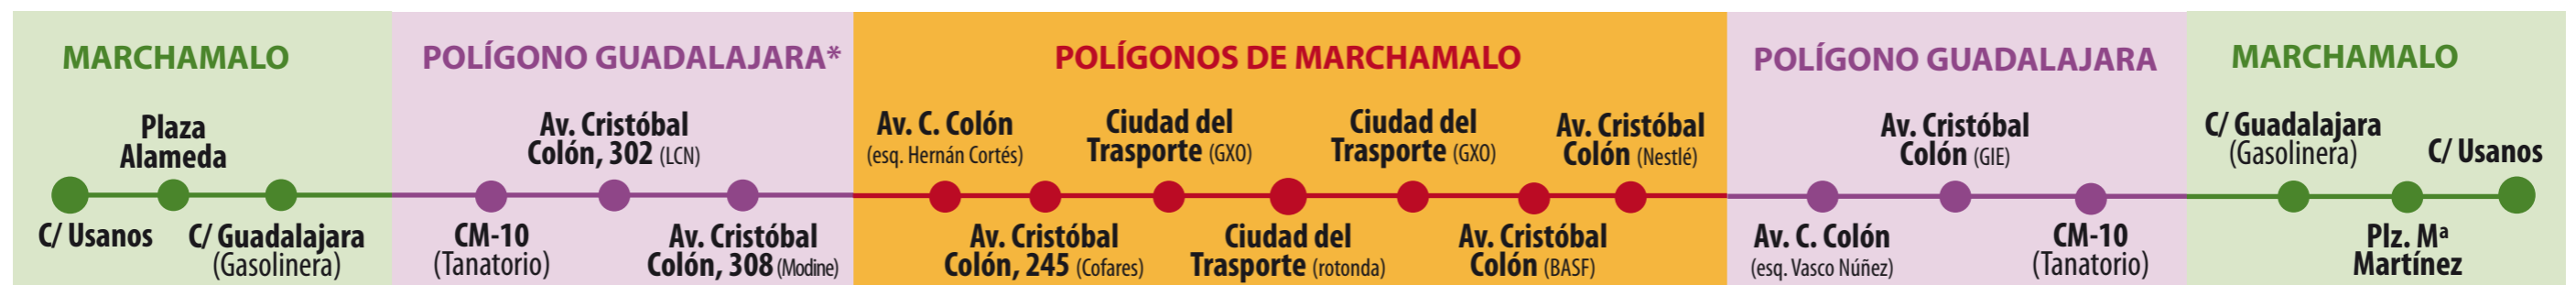 MARCHAMALO
C/ Usanos
Plaza
Alameda
C/ Guadalajara
(Gasolinera)
POLÍGONO GUADALAJARA*
CM-10
(Tanatorio)
Av. Cristóbal
Colón, 302 (LCN)
Av. Cristóbal
Colón, 308 (Modine)
POLÍGONOS DE MARCHAMALO
Av. C. Colón
(esq. Hernán Cortés)
Av. Cristóbal
Colón, 245 (Cofares)
Ciudad del
Trasporte (GXO)
Ciudad del
Trasporte (rotonda)
Ciudad del
Trasporte (GXO)
Av. Cristóbal
Colón (BASF)
Av. Cristóbal
Colón (Nestlé)
POLÍGONO GUADALAJARA
Av. C. Colón
(esq. Vasco Núñez)
Av. Cristóbal
Colón (GIE)
CM-10
(Tanatorio)
MARCHAMALO
C/ Guadalajara
(Gasolinera)
Plz. Mª
Martínez
C/ Usanos